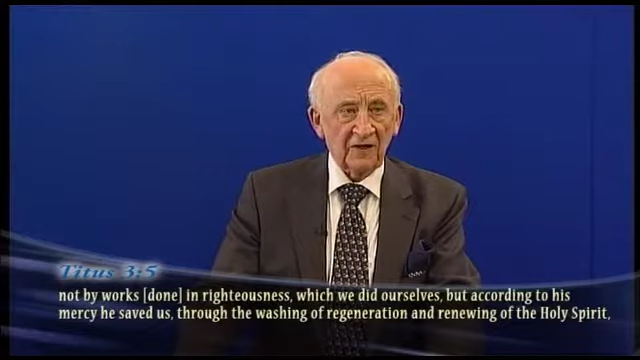 Titus 3:5
not by works [done] in righteousness, which we did ourselves, but according to his
mercy he saved us, through the washing of regeneration and renewing of the Holy Spirit,